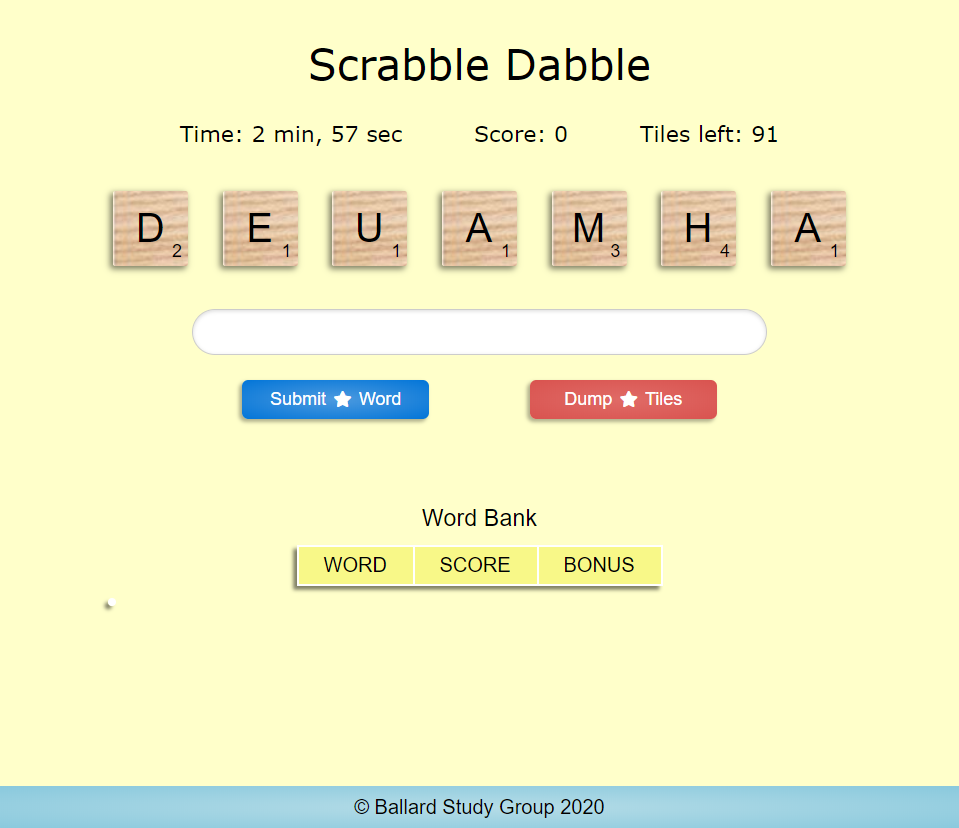 Scrabble Dabble
Time: 2 min, 57 sec Score: 0 Tiles left: 91
D 2 E 1 U 1 A 1 M 3 H 4 A 1
Submit Word Dump Tiles
Word Bank
WORD SCORE BONUS
© Ballard Study Group 2020